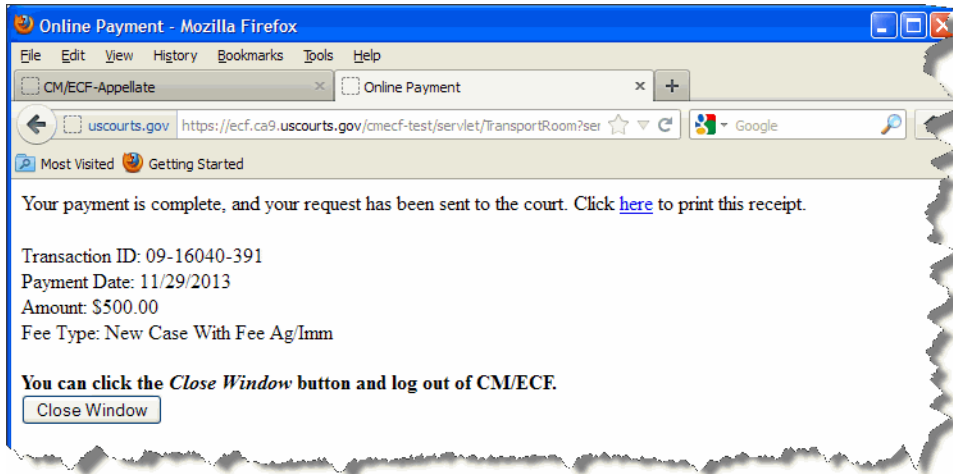 Online Payment - Mozilla Firefox
File Edit View History Bookmarks Tools Help
CM/ECF-Appellate Online Payment
uscourts.gov https://ecf.ca9.uscourts.gov/cmecf-test/servlet/TransportRoom?ser Google
Most Visited Getting Started
Your payment is complete, and your request has been sent to the court. Click here to print this receipt.
Transaction ID: 09-16040-391
Payment Date: 11/29/2013
Amount: $500.00
Fee Type: New Case With Fee Ag/Imm
You can click the Close Window button and log out of CM/ECF.
Close Window